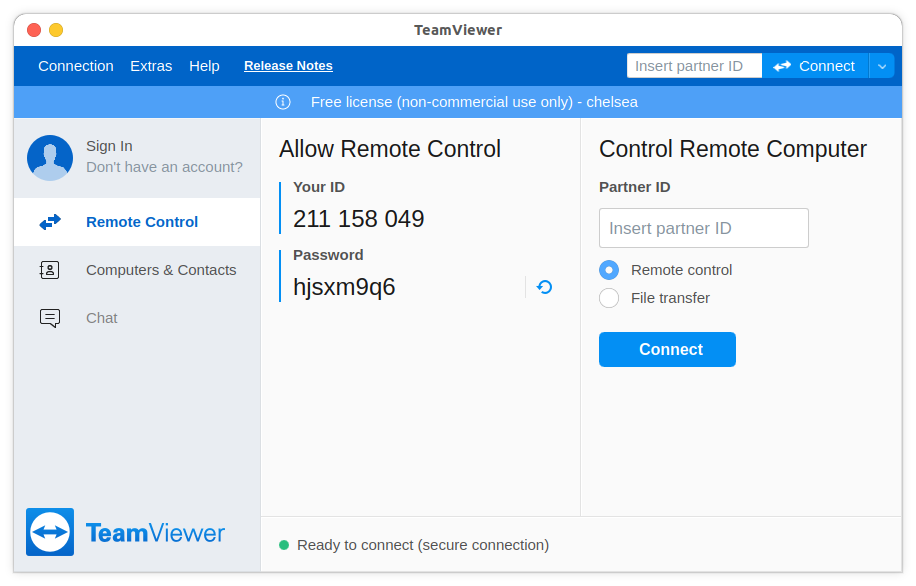 TeamViewer
Connection Extras Help Release Notes Insert partner ID Connect
Free license (non-commercial use only) - chelsea
Sign In
Don't have an account?
Remote Control
Computers & Contacts
Chat
TeamViewer
Allow Remote Control
Your ID
211 158 049
Password
hjsxm9q6
Control Remote Computer
Partner ID
Insert partner ID
Remote control
File transfer
Connect
Ready to connect (secure connection)